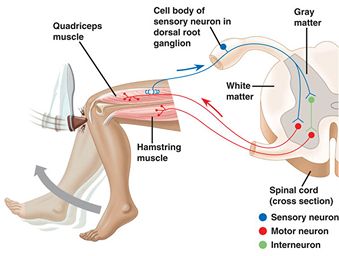 Cell body of
sensory neuron in
dorsal root
ganglion
Gray
matter
Quadriceps
muscle
White
matter
Hamstring
muscle
Spinal cord
(cross section)
Sensory neuron
Motor neuron
Interneuron